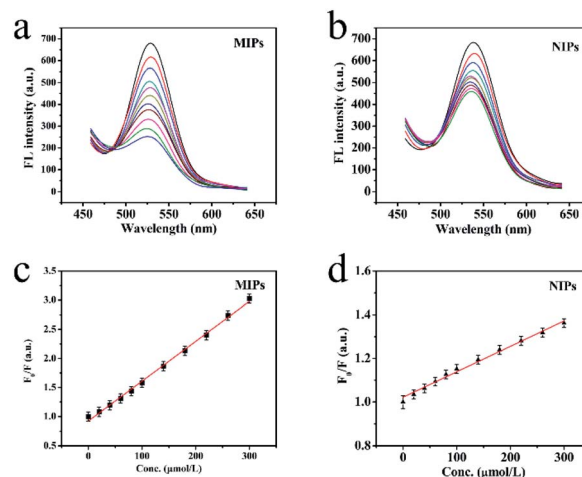 a
MIPs
FL intensity (a.u.)
700
600
500
400
300
200
100
0
450 500 550 600 650
Wavelength (nm)
b
NIPs
FL intensity (a.u.)
700
600
500
400
300
200
100
0
400 450 500 550 600 650
Wavelength (nm)
c
MIPs
F₀/F (a.u.)
3.5
3.0
2.5
2.0
1.5
1.0
0.5
0 100 200 300
Conc. (μmol/L)
d
NIPs
F₀/F (a.u.)
1.6
1.4
1.2
1.0
0.8
0 100 200 300
Conc. (μmol/L)